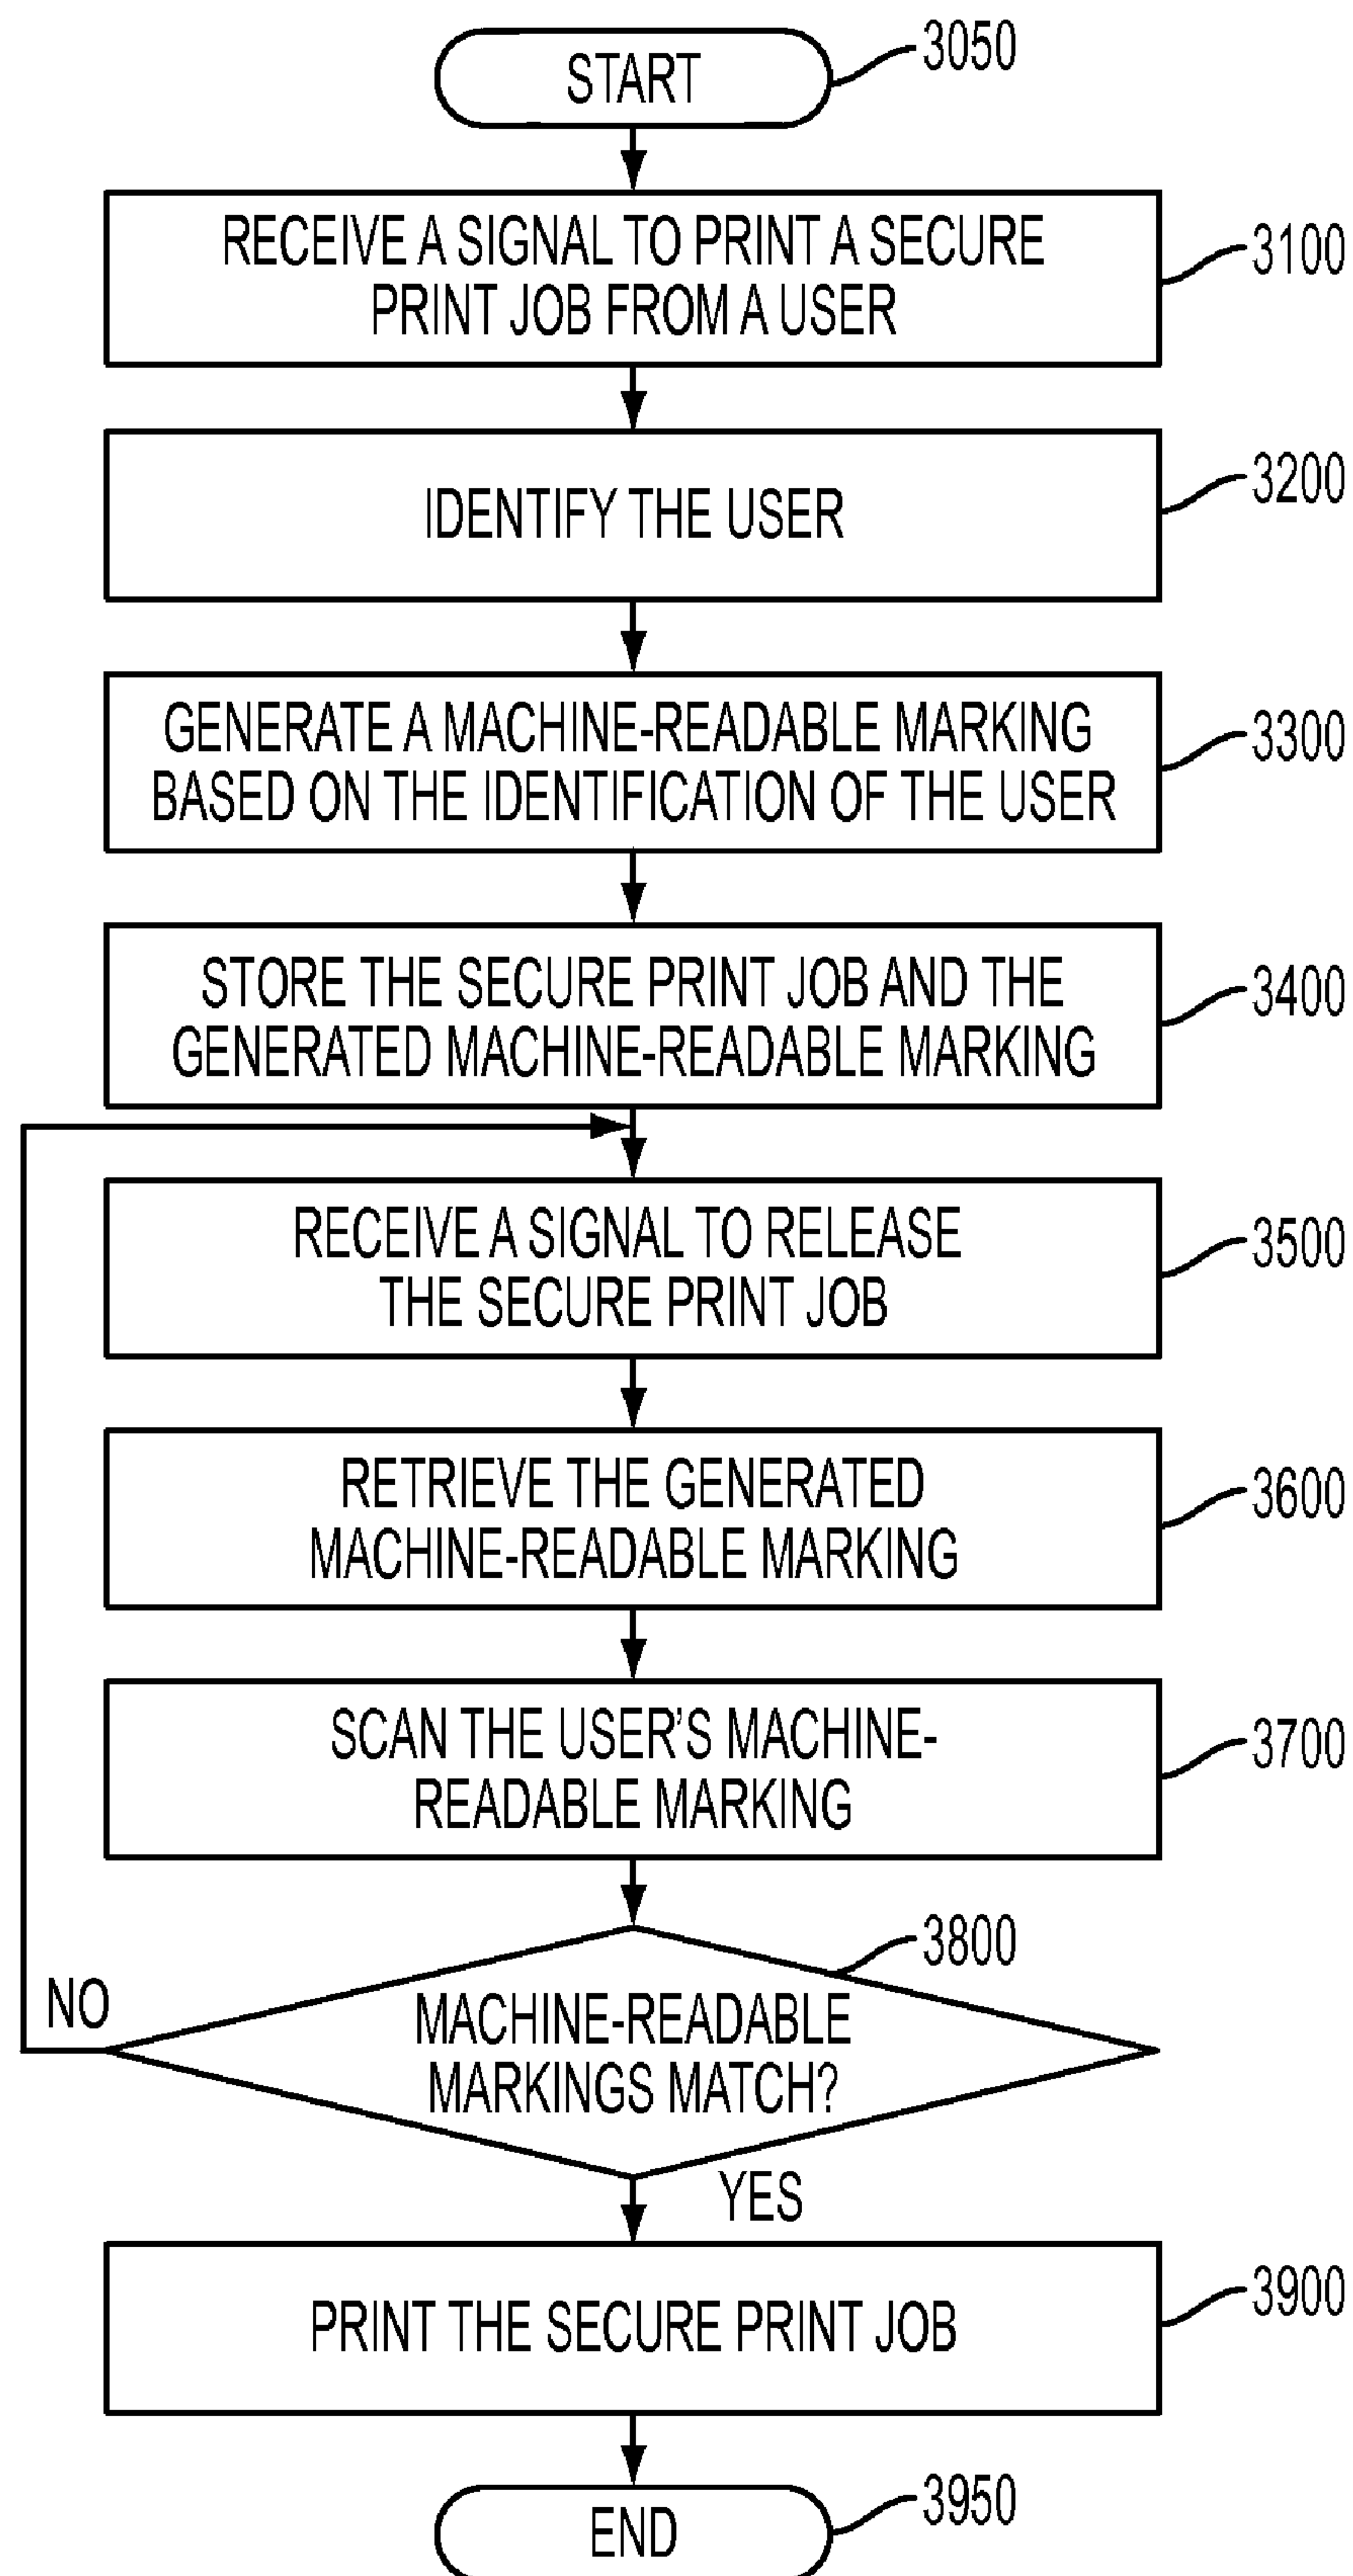 START
3050
RECEIVE A SIGNAL TO PRINT A SECURE
PRINT JOB FROM A USER
3100
IDENTIFY THE USER
3200
GENERATE A MACHINE-READABLE MARKING
BASED ON THE IDENTIFICATION OF THE USER
3300
STORE THE SECURE PRINT JOB AND THE
GENERATED MACHINE-READABLE MARKING
3400
RECEIVE A SIGNAL TO RELEASE
THE SECURE PRINT JOB
3500
RETRIEVE THE GENERATED
MACHINE-READABLE MARKING
3600
SCAN THE USER'S MACHINE-
READABLE MARKING
3700
3800
NO
MACHINE-READABLE
MARKINGS MATCH?
YES
PRINT THE SECURE PRINT JOB
3900
END
3950